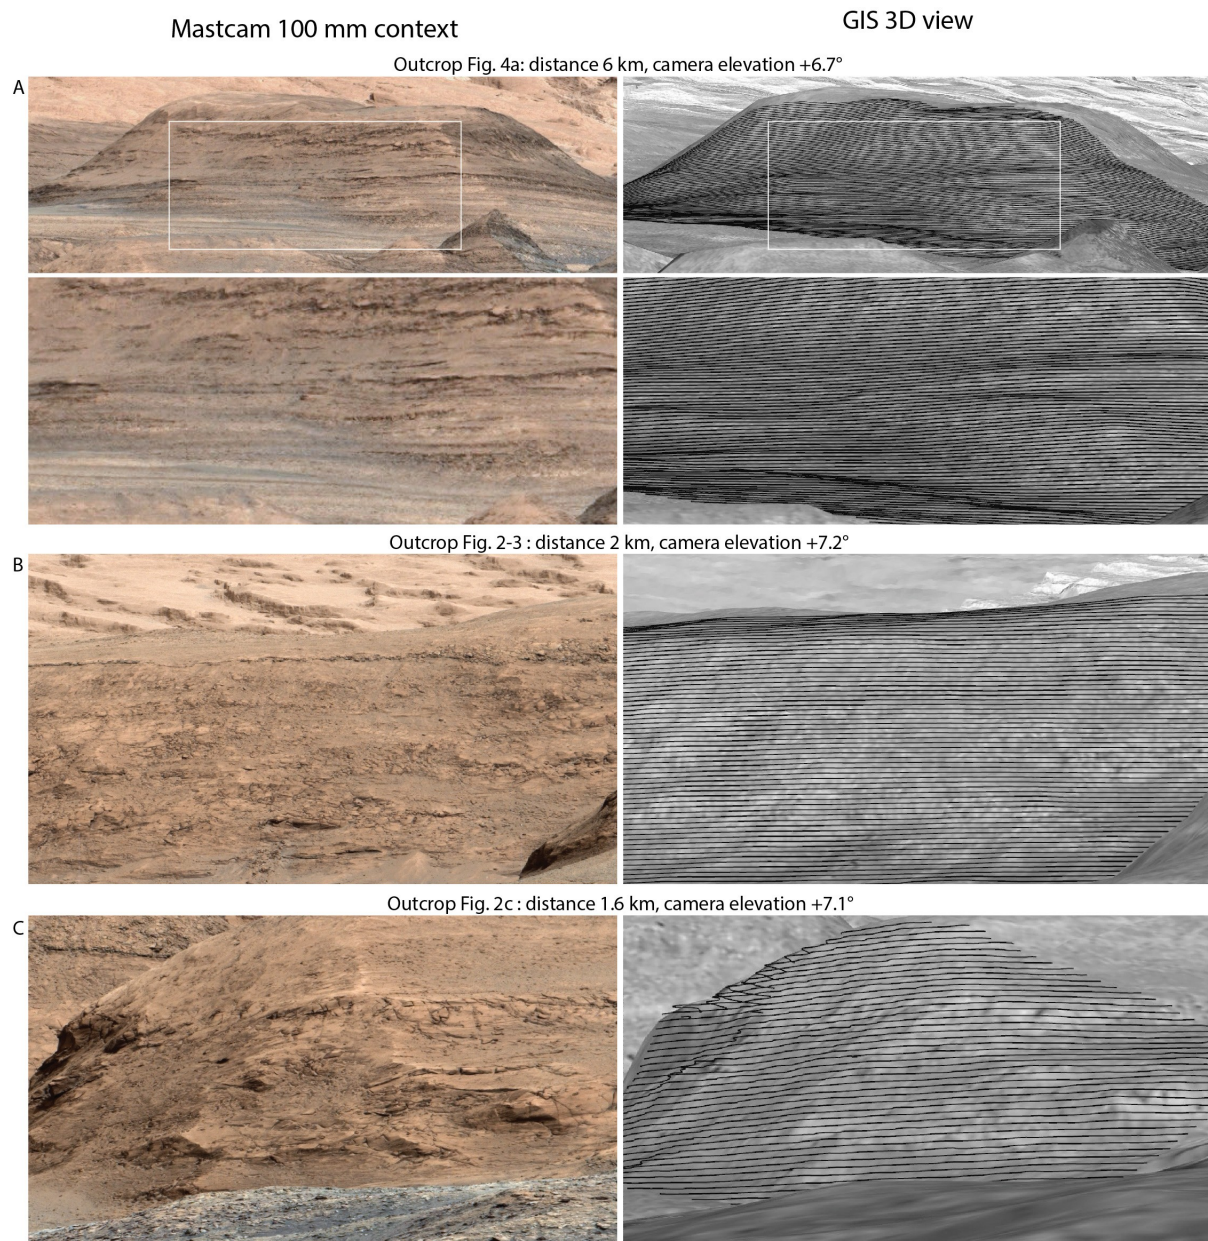 Mastcam 100 mm context
GIS 3D view
Outcrop Fig. 4a: distance 6 km, camera elevation +6.7°
A
Outcrop Fig. 2-3 : distance 2 km, camera elevation +7.2°
B
Outcrop Fig. 2c : distance 1.6 km, camera elevation +7.1°
C